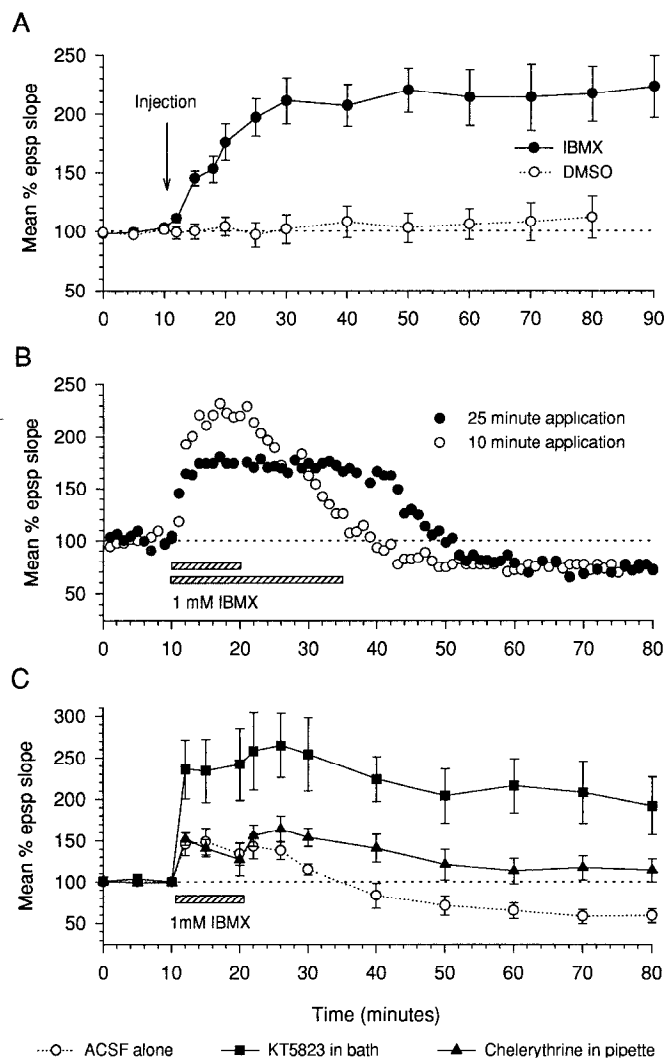 A
250
200
150
100
50
Mean % epsp slope
Injection
IBMX
DMSO
0 10 20 30 40 50 60 70 80 90
B
250
200
150
100
50
Mean % epsp slope
25 minute application
10 minute application
1 mM IBMX
0 10 20 30 40 50 60 70 80
C
300
250
200
150
100
50
Mean % epsp slope
1mM IBMX
0 10 20 30 40 50 60 70 80
Time (minutes)
ACSF alone KT5823 in bath Chelerythrine in pipette